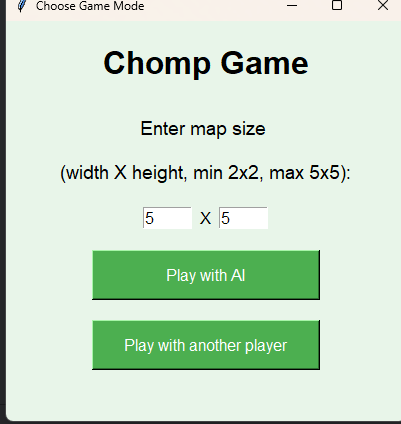 Choose Game Mode
Chomp Game
Enter map size
(width X height, min 2x2, max 5x5):
5 X 5
Play with AI
Play with another player